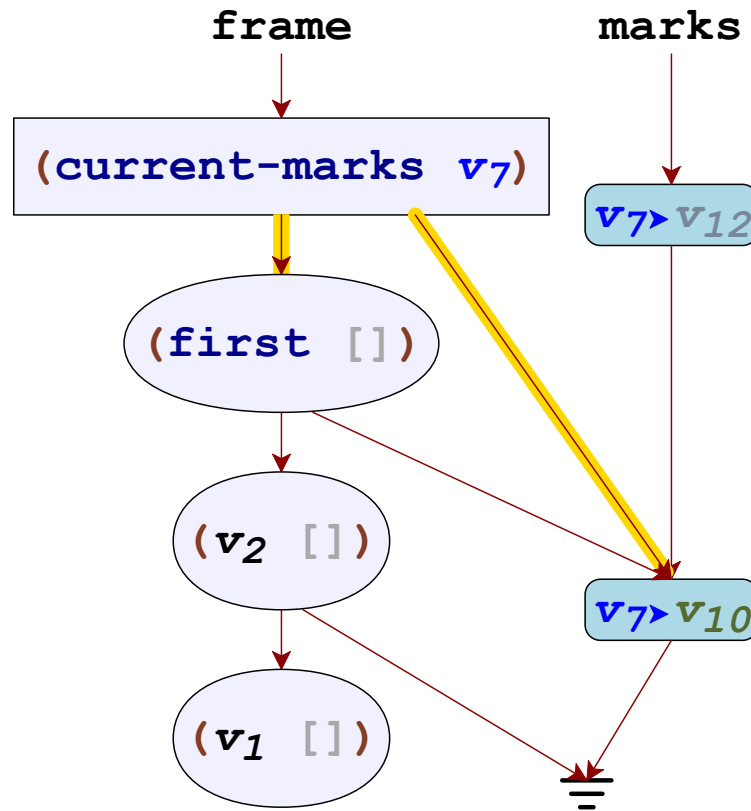 frame marks
(current-marks v7)
v7➤v12
(first [])
(v2 [])
v7➤v10
(v1 [])